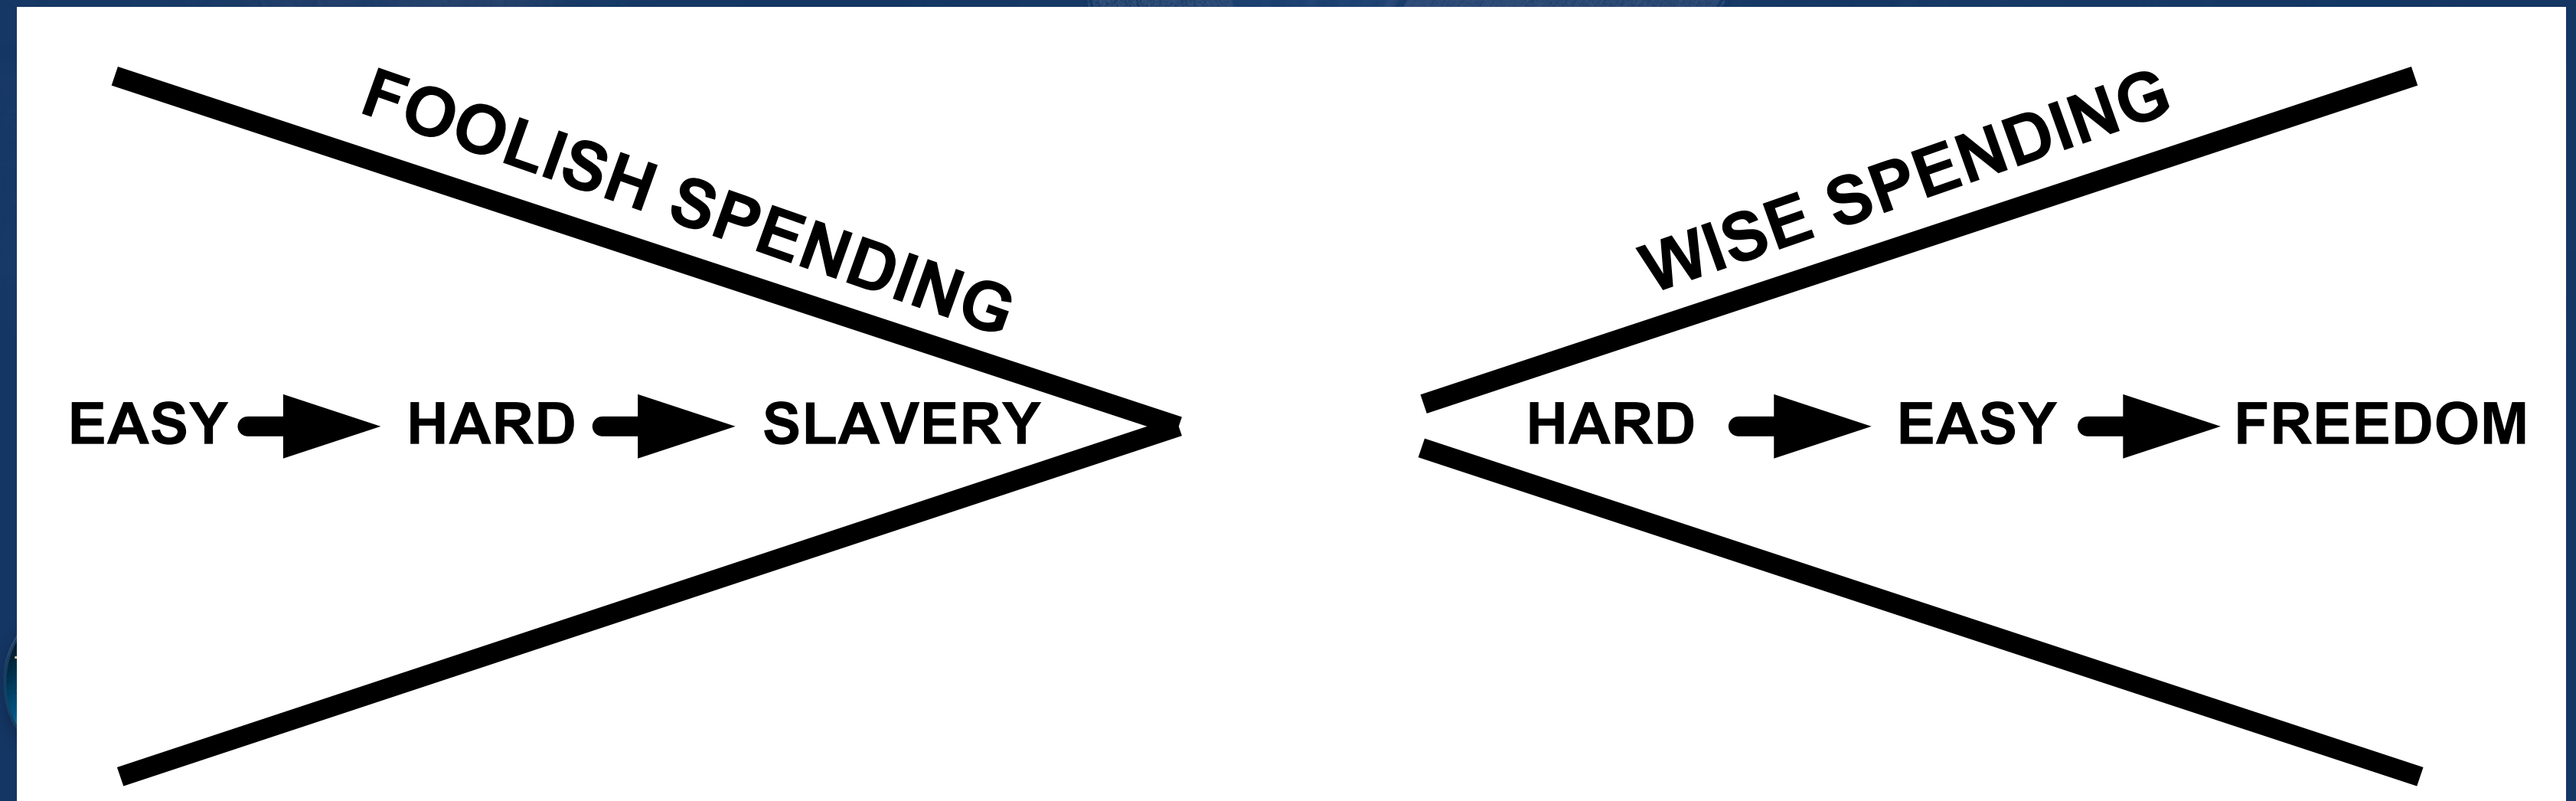 FOOLISH SPENDING
EASY HARD SLAVERY
WISE SPENDING
HARD EASY FREEDOM